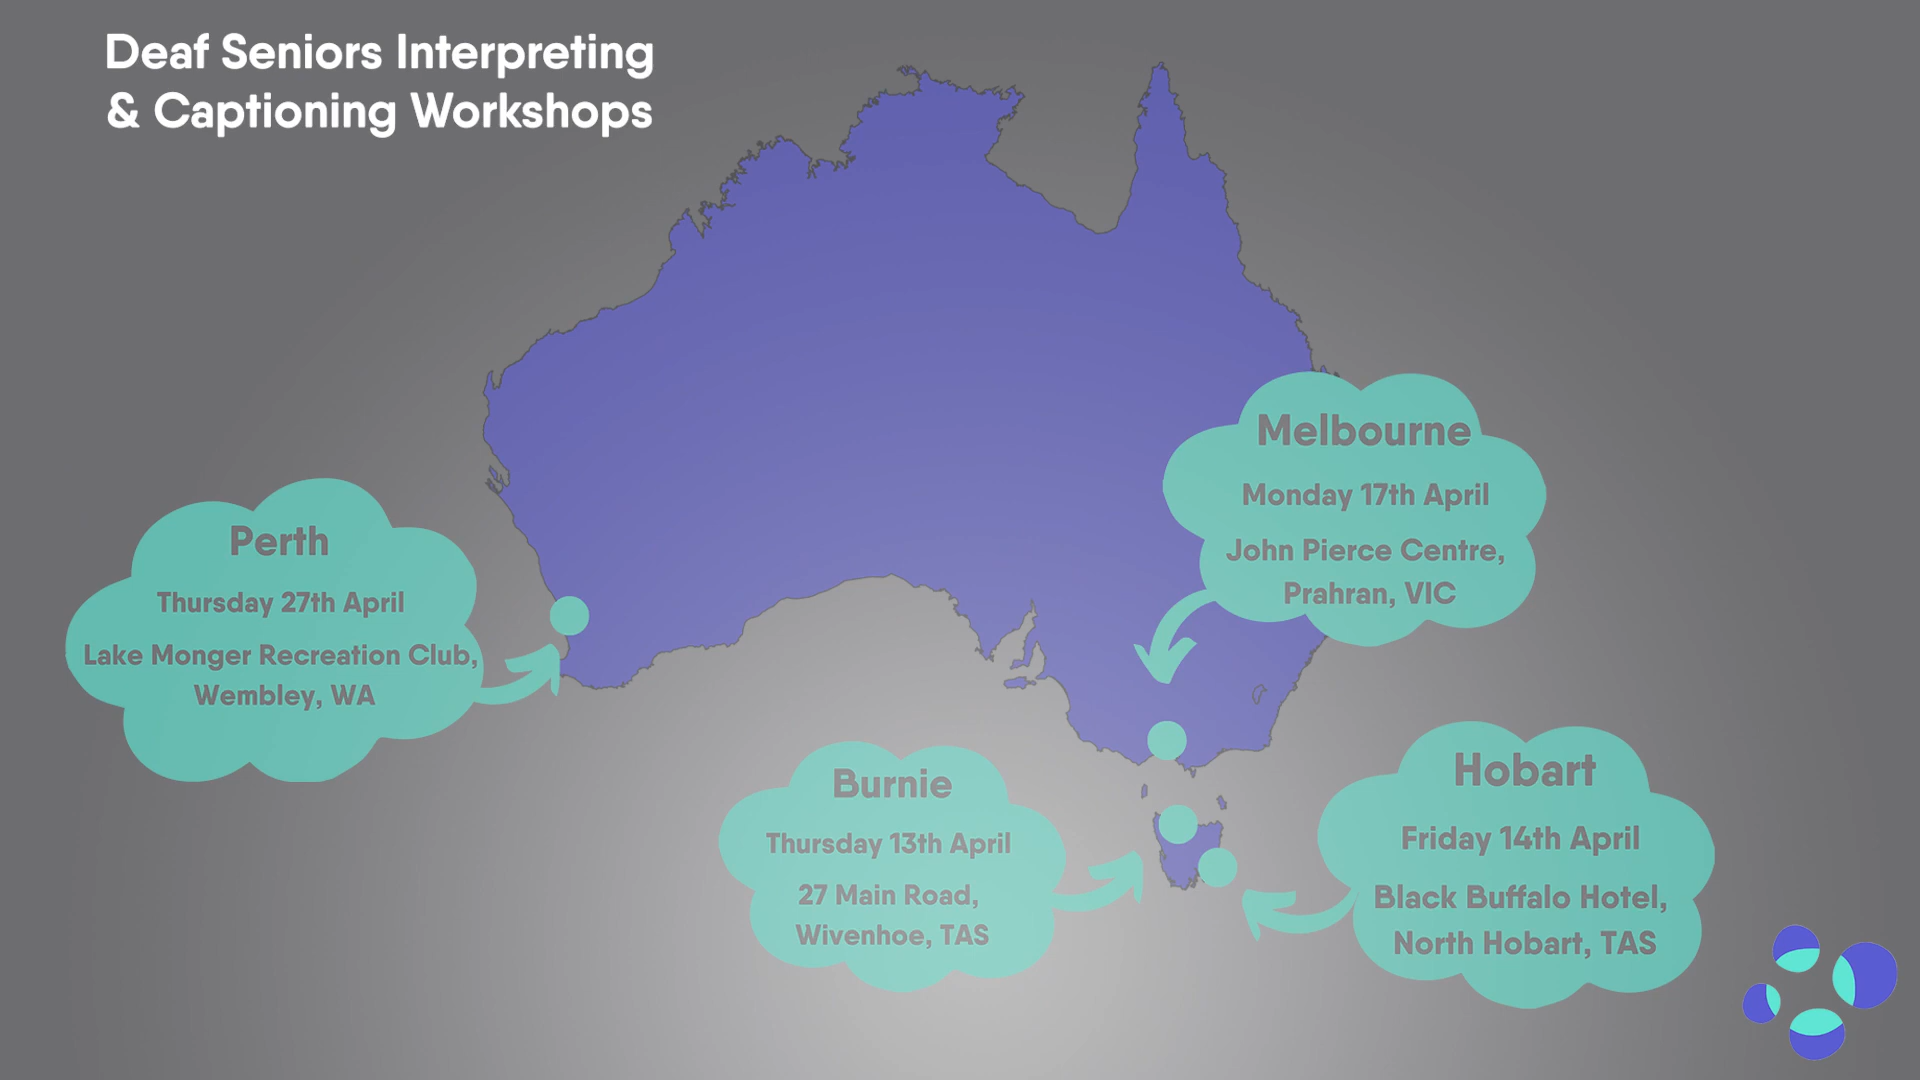 Deaf Seniors Interpreting
& Captioning Workshops
Melbourne
Monday 17th April
John Pierce Centre,
Prahran, VIC
Perth
Thursday 27th April
Lake Monger Recreation Club,
Wembley, WA
Burnie
Thursday 13th April
27 Main Road,
Wivenhoe, TAS
Hobart
Friday 14th April
Black Buffalo Hotel,
North Hobart, TAS